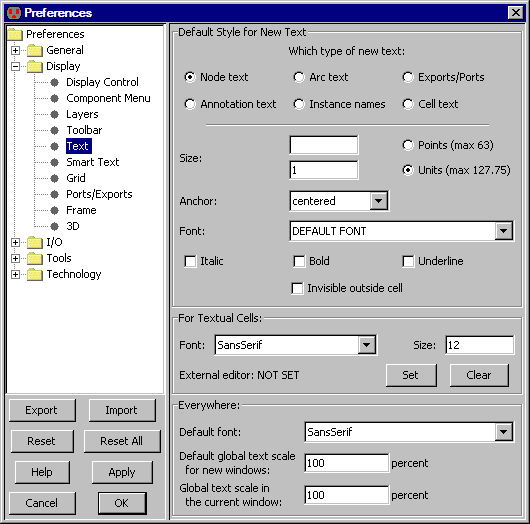 Preferences
Preferences
General
Display
Display Control
Component Menu
Layers
Toolbar
Text
Smart Text
Grid
Ports/Exports
Frame
3D
I/O
Tools
Technology
Export Import
Reset Reset All
Help Apply
Cancel OK
Default Style for New Text
Which type of new text:
Node text Arc text Exports/Ports
Annotation text Instance names Cell text
Size:
Points (max 63)
1 Units (max 127.75)
Anchor: centered
Font: DEFAULT FONT
Italic Bold Underline
Invisible outside cell
For Textual Cells:
Font: SansSerif Size: 12
External editor: NOT SET Set Clear
Everywhere:
Default font: SansSerif
Default global text scale
for new windows: 100 percent
Global text scale in
the current window: 100 percent